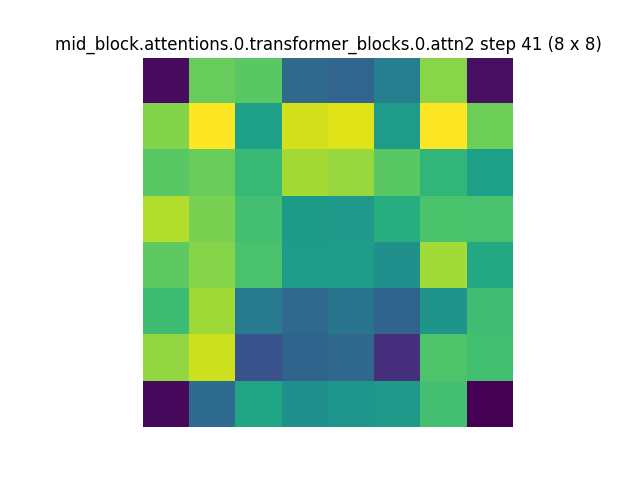 mid_block.attentions.0.transformer_blocks.0.attn2 step 41 (8 x 8)